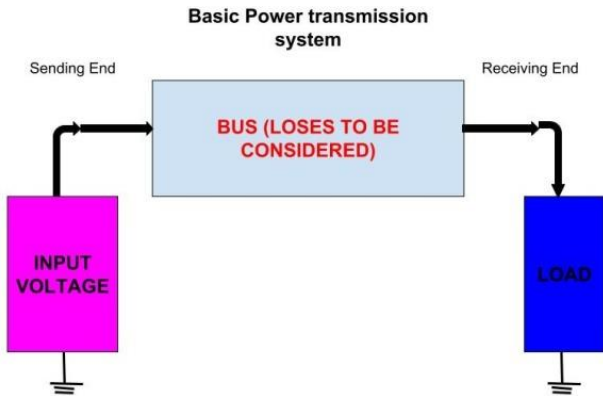 Basic Power transmission
system
Sending End
Receiving End
BUS (LOSES TO BE
CONSIDERED)
INPUT
VOLTAGE
LOAD